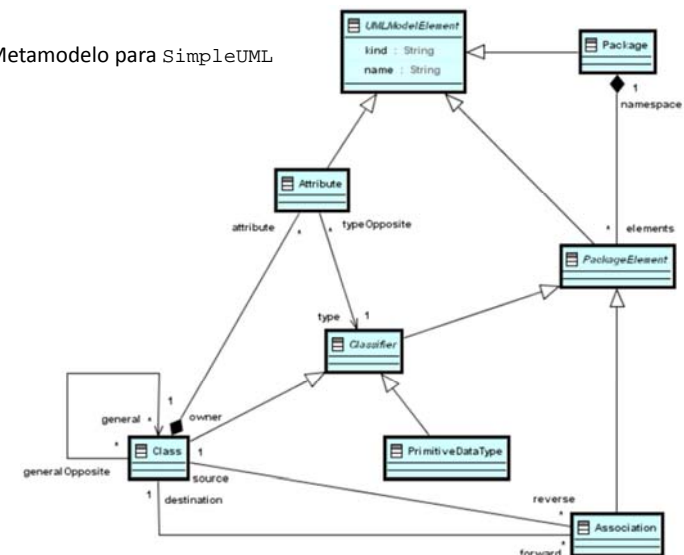 Metamodelo para SimpleUML
UMLModelElement
kind : String
name : String
Package
1
namespace
Attribute
attribute
*
* typeOpposite
* elements
PackageElement
type 1
Classifier
1
general *
owner
*
Class
1
generalOpposite
source
PrimitiveDataType
1 destination
reverse
*
Association
*
forward